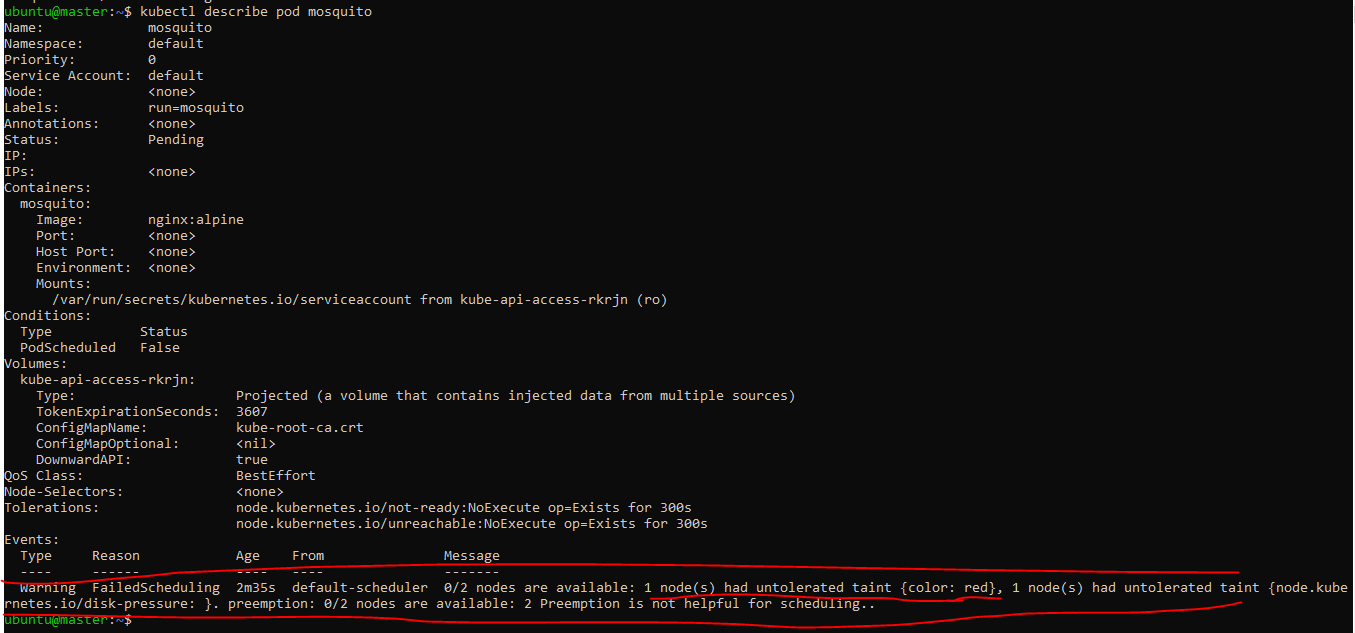 ubuntu@master:~$ kubectl describe pod mosquito
Name:             mosquito
Namespace:        default
Priority:         0
Service Account:  default
Node:             <none>
Labels:           run=mosquito
Annotations:      <none>
Status:           Pending
IP:
IPs:              <none>
Containers:
  mosquito:
    Image:        nginx:alpine
    Port:         <none>
    Host Port:    <none>
    Environment:  <none>
    Mounts:
      /var/run/secrets/kubernetes.io/serviceaccount from kube-api-access-rkrjn (ro)
Conditions:
  Type           Status
  PodScheduled   False
Volumes:
  kube-api-access-rkrjn:
    Type:                    Projected (a volume that contains injected data from multiple sources)
    TokenExpirationSeconds:  3607
    ConfigMapName:           kube-root-ca.crt
    ConfigMapOptional:       <nil>
    DownwardAPI:             true
QoS Class:                   BestEffort
Node-Selectors:              <none>
Tolerations:                 node.kubernetes.io/not-ready:NoExecute op=Exists for 300s
                             node.kubernetes.io/unreachable:NoExecute op=Exists for 300s
Events:
  Type     Reason            Age    From               Message
  ----     ------            ----   ----               -------
  Warning  FailedScheduling  2m35s  default-scheduler  0/2 nodes are available: 1 node(s) had untolerated taint {color: red}, 1 node(s) had untolerated taint {node.kube
rnetes.io/disk-pressure: }. preemption: 0/2 nodes are available: 2 Preemption is not helpful for scheduling..
ubuntu@master:~$